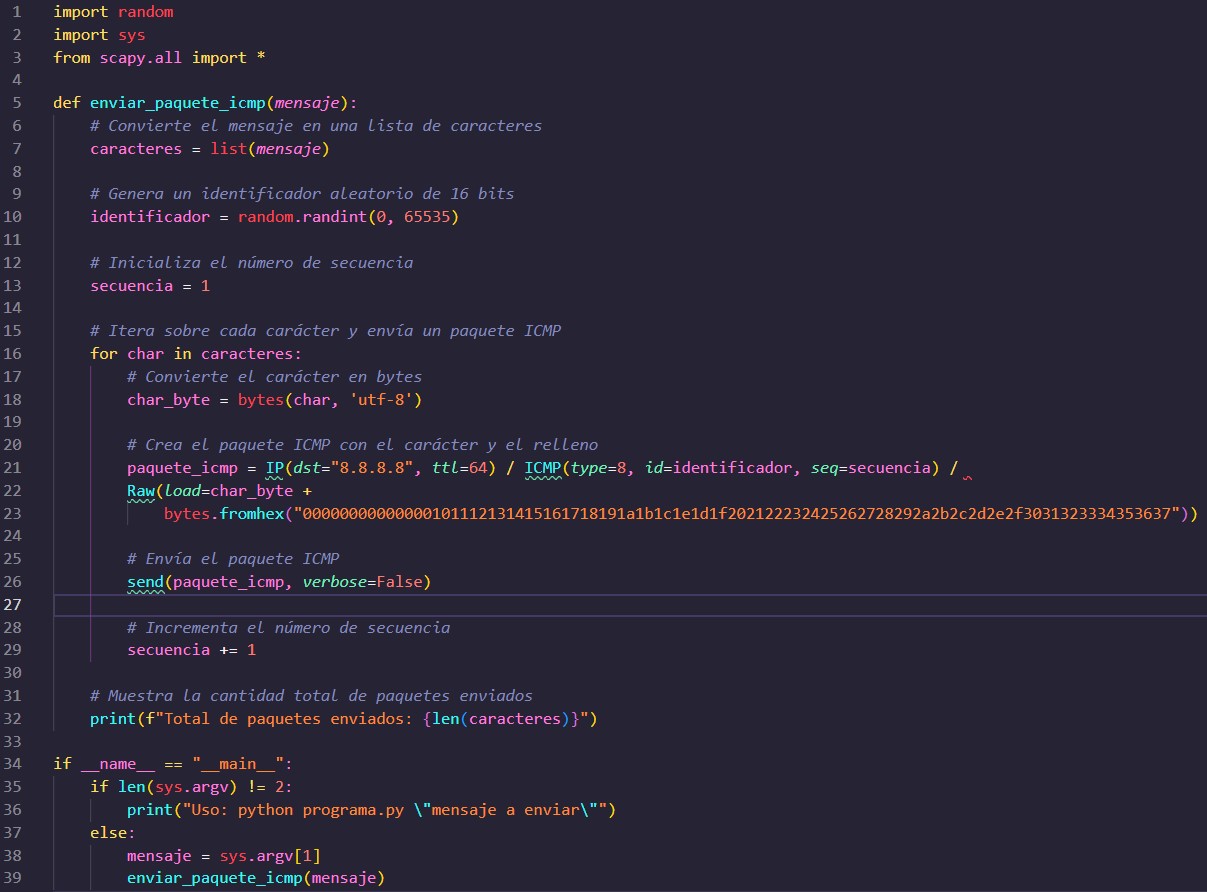 1 import random
2 import sys
3 from scapy.all import *
4
5 def enviar_paquete_icmp(mensaje):
6 # Convierte el mensaje en una lista de caracteres
7 caracteres = list(mensaje)
8
9 # Genera un identificador aleatorio de 16 bits
10 identificador = random.randint(0, 65535)
11
12 # Inicializa el número de secuencia
13 secuencia = 1
14
15 # Itera sobre cada carácter y envía un paquete ICMP
16 for char in caracteres:
17 # Convierte el carácter en bytes
18 char_byte = bytes(char, 'utf-8')
19
20 # Crea el paquete ICMP con el carácter y el relleno
21 paquete_icmp = IP(dst="8.8.8.8", ttl=64) / ICMP(type=8, id=identificador, seq=secuencia) /
22 Raw(load=char_byte +
23 bytes.fromhex("00000000000000101112131415161718191a1b1c1e1d1f202122232425262728292a2b2c2d2e2f3031323334353637"))
24
25 # Envía el paquete ICMP
26 send(paquete_icmp, verbose=False)
27
28 # Incrementa el número de secuencia
29 secuencia += 1
30
31 # Muestra la cantidad total de paquetes enviados
32 print(f"Total de paquetes enviados: {len(caracteres)}")
33
34 if __name__ == "__main__":
35 if len(sys.argv) != 2:
36 print("Uso: python programa.py \"mensaje a enviar\"")
37 else:
38 mensaje = sys.argv[1]
39 enviar_paquete_icmp(mensaje)